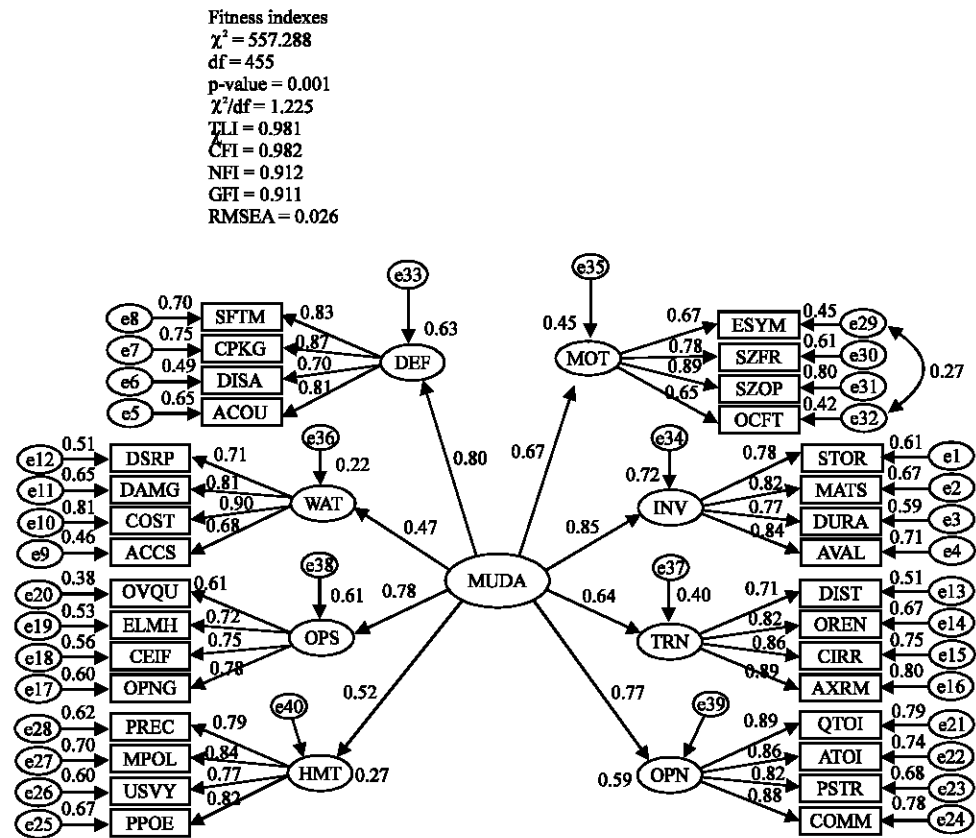 Fitness indexes
χ² = 557.288
df = 455
p-value = 0.001
χ²/df = 1.225
TLI = 0.981
χ
CFI = 0.982
NFI = 0.912
GFI = 0.911
RMSEA = 0.026
e33
e35
e8 0.70 SFTM 0.83
e7 0.75 CPKG 0.87
e6 0.49 DISA 0.70
e5 0.65 ACOU 0.81
DEF 0.63
0.45 MOT
0.67 ESYM 0.45 e29
0.78 SZFR 0.61 e30
0.89 SZOP 0.80 e31
0.65 OCFT 0.42 e32
0.27
0.80
0.67
e36
e34
e12 0.51 DSRP 0.71
e11 0.65 DAMG 0.81
e10 0.81 COST 0.90
e9 0.46 ACCS 0.68
WAT 0.22
0.47
0.85
0.72 INV
0.78 STOR 0.61 e1
0.82 MATS 0.67 e2
0.77 DURA 0.59 e3
0.84 AVAL 0.71 e4
MUDA
e38
e37
e20 0.38 OVQU 0.61
e19 0.53 ELMH 0.72
e18 0.56 CEIF 0.75
e17 0.60 OPNG 0.78
OPS 0.61
0.78
0.64
TRN 0.40
0.71 DIST 0.51 e13
0.82 OREN 0.67 e14
0.86 CIRR 0.75 e15
0.89 AXRM 0.80 e16
0.52
0.77
e40
e39
e28 0.62 PREC 0.79
e27 0.70 MPOL 0.84
e26 0.60 USVY 0.77
e25 0.67 PPOE 0.82
HMT 0.27
0.59 OPN
0.89 QTOI 0.79 e21
0.86 ATOI 0.74 e22
0.82 PSTR 0.68 e23
0.88 COMM 0.78 e24